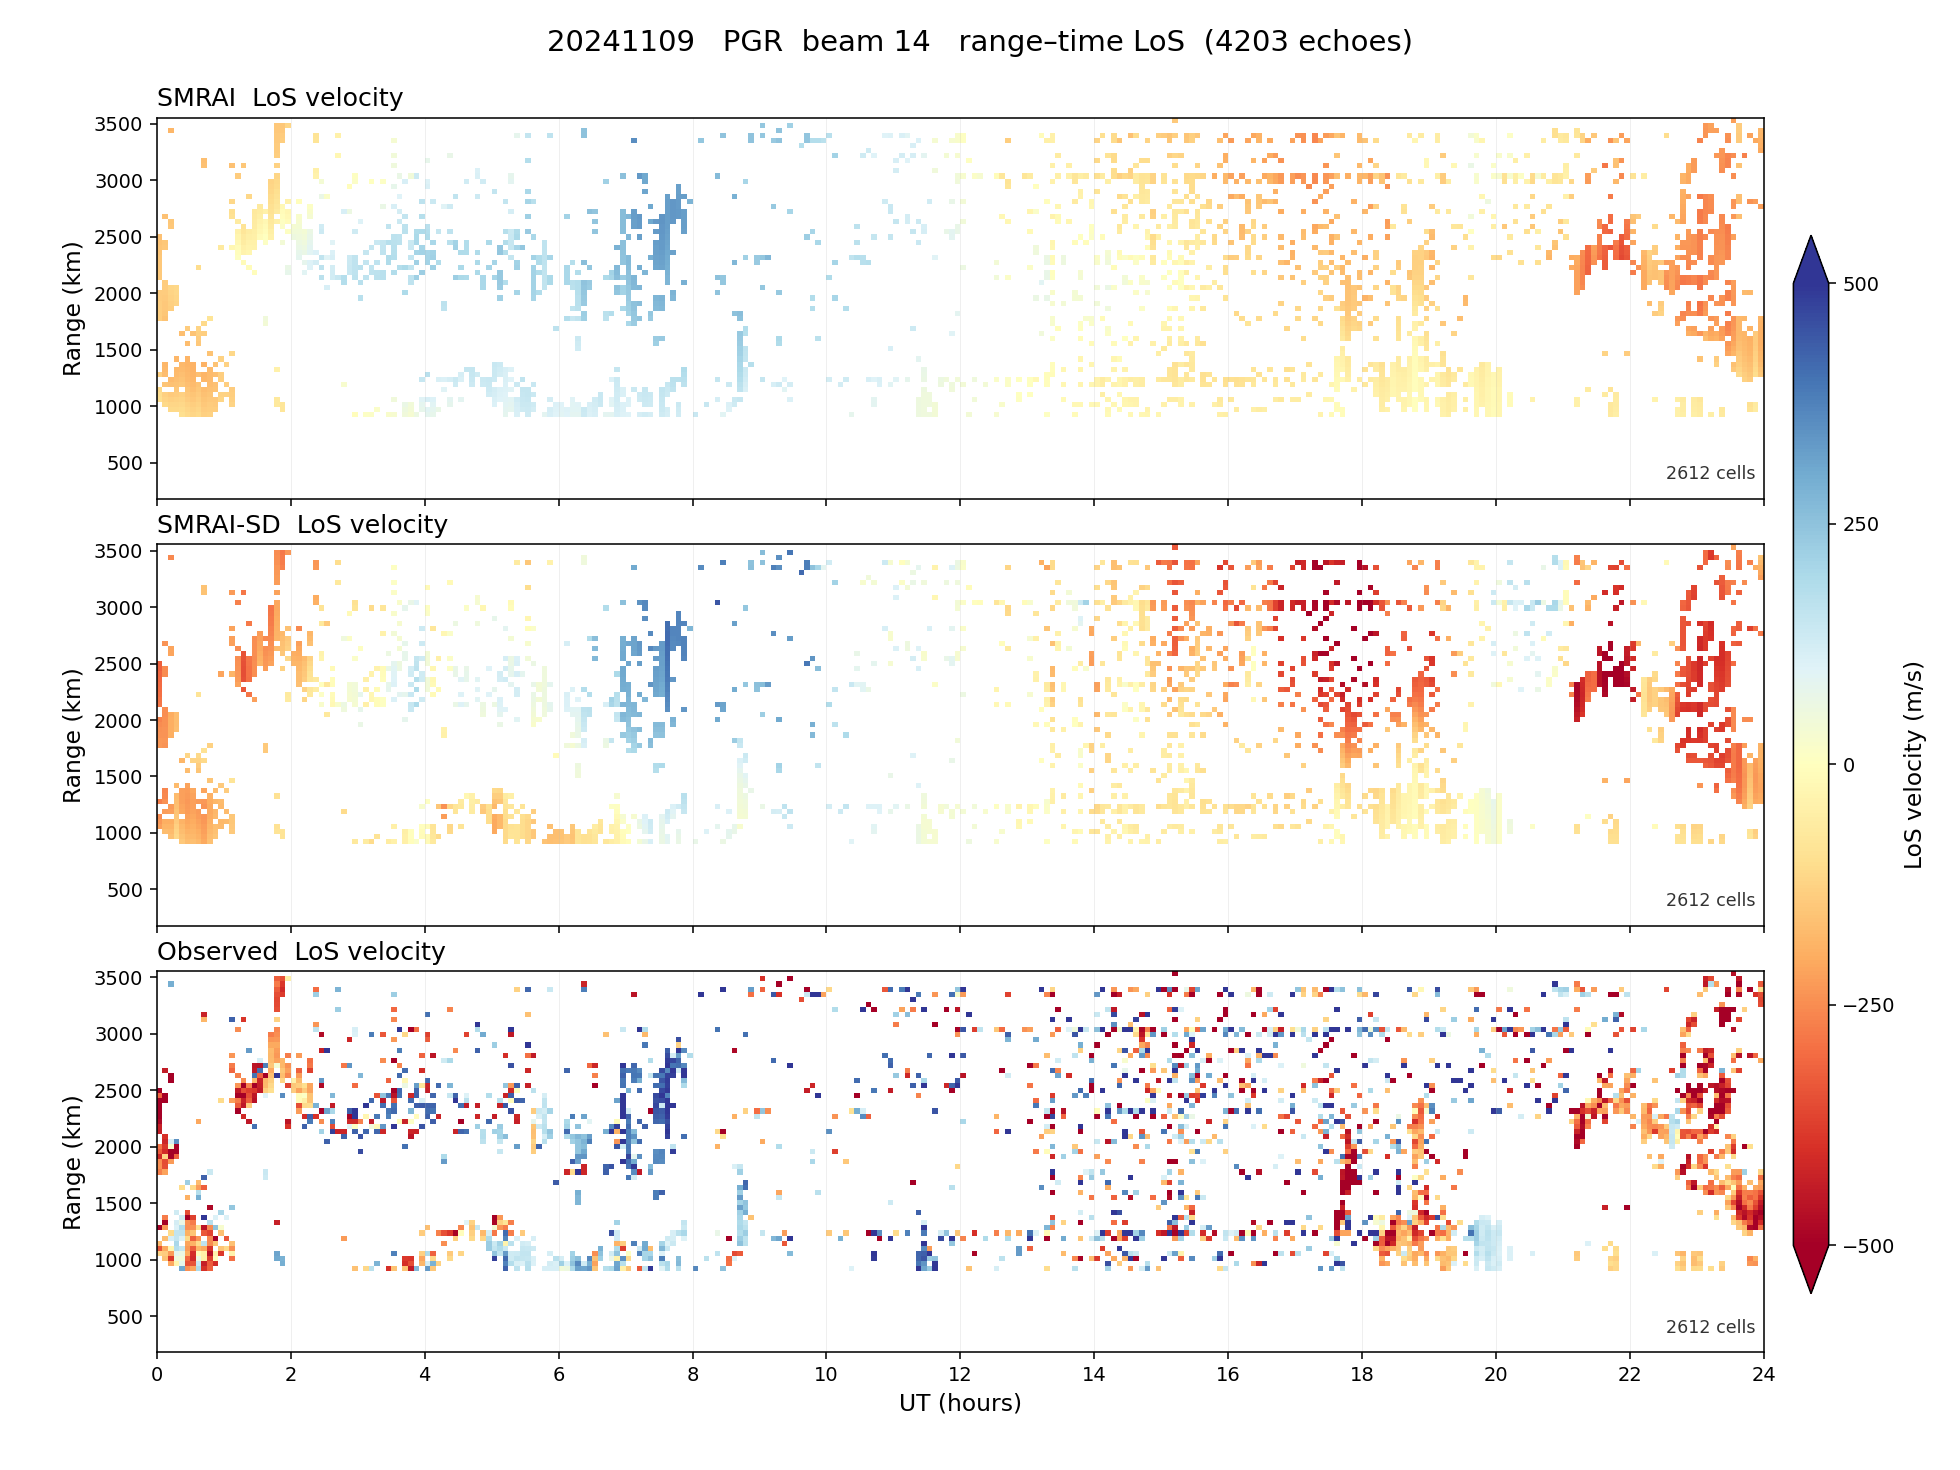 20241109   PGR  beam 14   range–time LoS  (4203 echoes)
SMRAI  LoS velocity
3500
3000
2500
2000
1500
1000
500
Range (km)
2612 cells
SMRAI-SD  LoS velocity
3500
3000
2500
2000
1500
1000
500
Range (km)
2612 cells
Observed  LoS velocity
3500
3000
2500
2000
1500
1000
500
Range (km)
2612 cells
0 2 4 6 8 10 12 14 16 18 20 22 24
UT (hours)
500
250
0
−250
−500
LoS velocity (m/s)